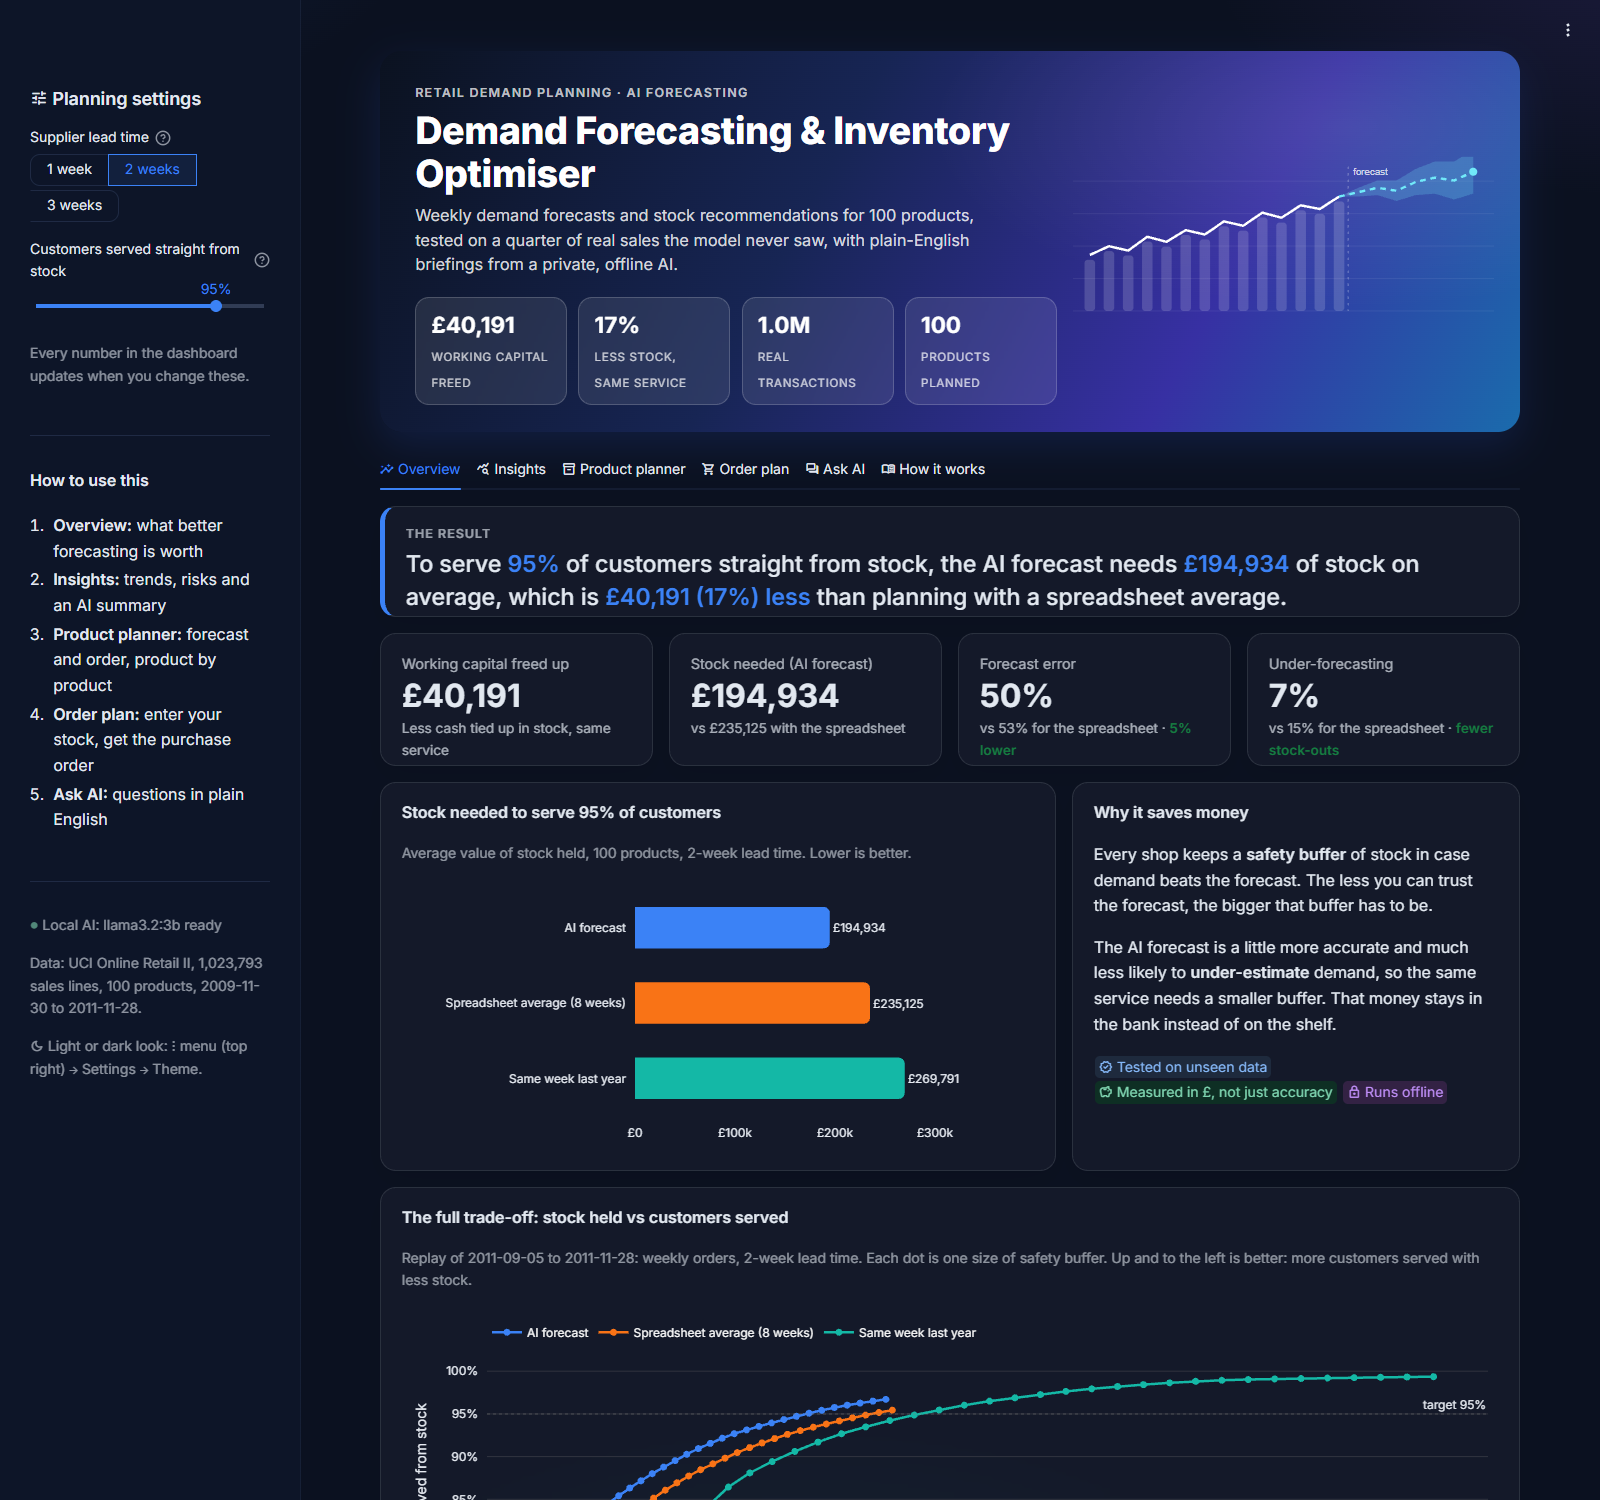 Planning settings
Supplier lead time
1 week
2 weeks
3 weeks
Customers served straight from
stock
95%
Every number in the dashboard
updates when you change these.
How to use this
1. Overview: what better
forecasting is worth
2. Insights: trends, risks and
an AI summary
3. Product planner: forecast
and order, product by
product
4. Order plan: enter your
stock, get the purchase
order
5. Ask AI: questions in plain
English
Local AI: llama3.2:3b ready
Data: UCI Online Retail II, 1,023,793
sales lines, 100 products, 2009-11-
30 to 2011-11-28.
Light or dark look: ⋮ menu (top
right) → Settings → Theme.
RETAIL DEMAND PLANNING · AI FORECASTING
Demand Forecasting & Inventory
Optimiser
Weekly demand forecasts and stock recommendations for 100 products,
tested on a quarter of real sales the model never saw, with plain-English
briefings from a private, offline AI.
£40,191
WORKING CAPITAL
FREED
17%
LESS STOCK,
SAME SERVICE
1.0M
REAL
TRANSACTIONS
100
PRODUCTS
PLANNED
forecast
Overview
Insights
Product planner
Order plan
Ask AI
How it works
THE RESULT
To serve 95% of customers straight from stock, the AI forecast needs £194,934 of stock on
average, which is £40,191 (17%) less than planning with a spreadsheet average.
Working capital freed up
£40,191
Less cash tied up in stock, same
service
Stock needed (AI forecast)
£194,934
vs £235,125 with the spreadsheet
Forecast error
50%
vs 53% for the spreadsheet · 5%
lower
Under-forecasting
7%
vs 15% for the spreadsheet · fewer
stock-outs
Stock needed to serve 95% of customers
Average value of stock held, 100 products, 2-week lead time. Lower is better.
AI forecast
£194,934
Spreadsheet average (8 weeks)
£235,125
Same week last year
£269,791
£0
£100k
£200k
£300k
Why it saves money
Every shop keeps a safety buffer of stock in case
demand beats the forecast. The less you can trust
the forecast, the bigger that buffer has to be.
The AI forecast is a little more accurate and much
less likely to under-estimate demand, so the same
service needs a smaller buffer. That money stays in
the bank instead of on the shelf.
Tested on unseen data
Measured in £, not just accuracy
Runs offline
The full trade-off: stock held vs customers served
Replay of 2011-09-05 to 2011-11-28: weekly orders, 2-week lead time. Each dot is one size of safety buffer. Up and to the left is better: more customers served with
less stock.
AI forecast
Spreadsheet average (8 weeks)
Same week last year
100%
95%
target 95%
90%
85%
from stock